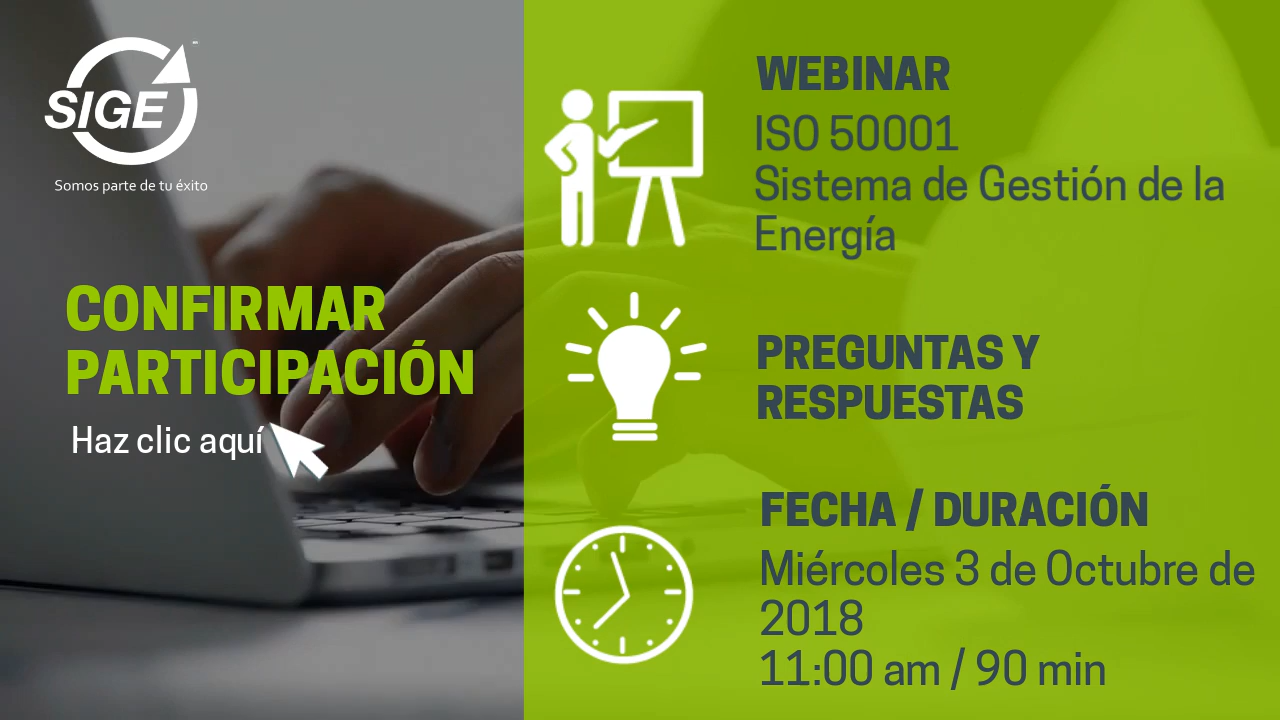 SIGE
Somos parte de tu éxito
CONFIRMAR
PARTICIPACIÓN
Haz clic aquí
WEBINAR
ISO 50001
Sistema de Gestión de la
Energía
PREGUNTAS Y
RESPUESTAS
FECHA / DURACIÓN
Miércoles 3 de Octubre de
2018
11:00 am / 90 min